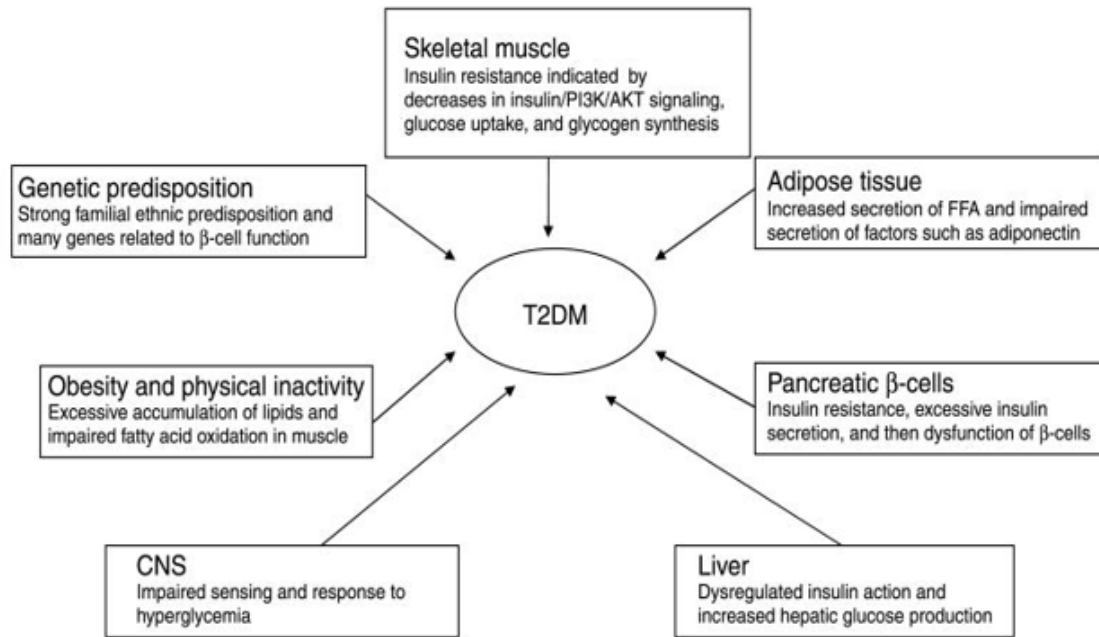 Skeletal muscle
Insulin resistance indicated by
decreases in insulin/PI3K/AKT signaling,
glucose uptake, and glycogen synthesis
Genetic predisposition
Strong familial ethnic predisposition and
many genes related to β-cell function
Adipose tissue
Increased secretion of FFA and impaired
secretion of factors such as adiponectin
T2DM
Obesity and physical inactivity
Excessive accumulation of lipids and
impaired fatty acid oxidation in muscle
Pancreatic β-cells
Insulin resistance, excessive insulin
secretion, and then dysfunction of β-cells
CNS
Impaired sensing and response to
hyperglycemia
Liver
Dysregulated insulin action and
increased hepatic glucose production